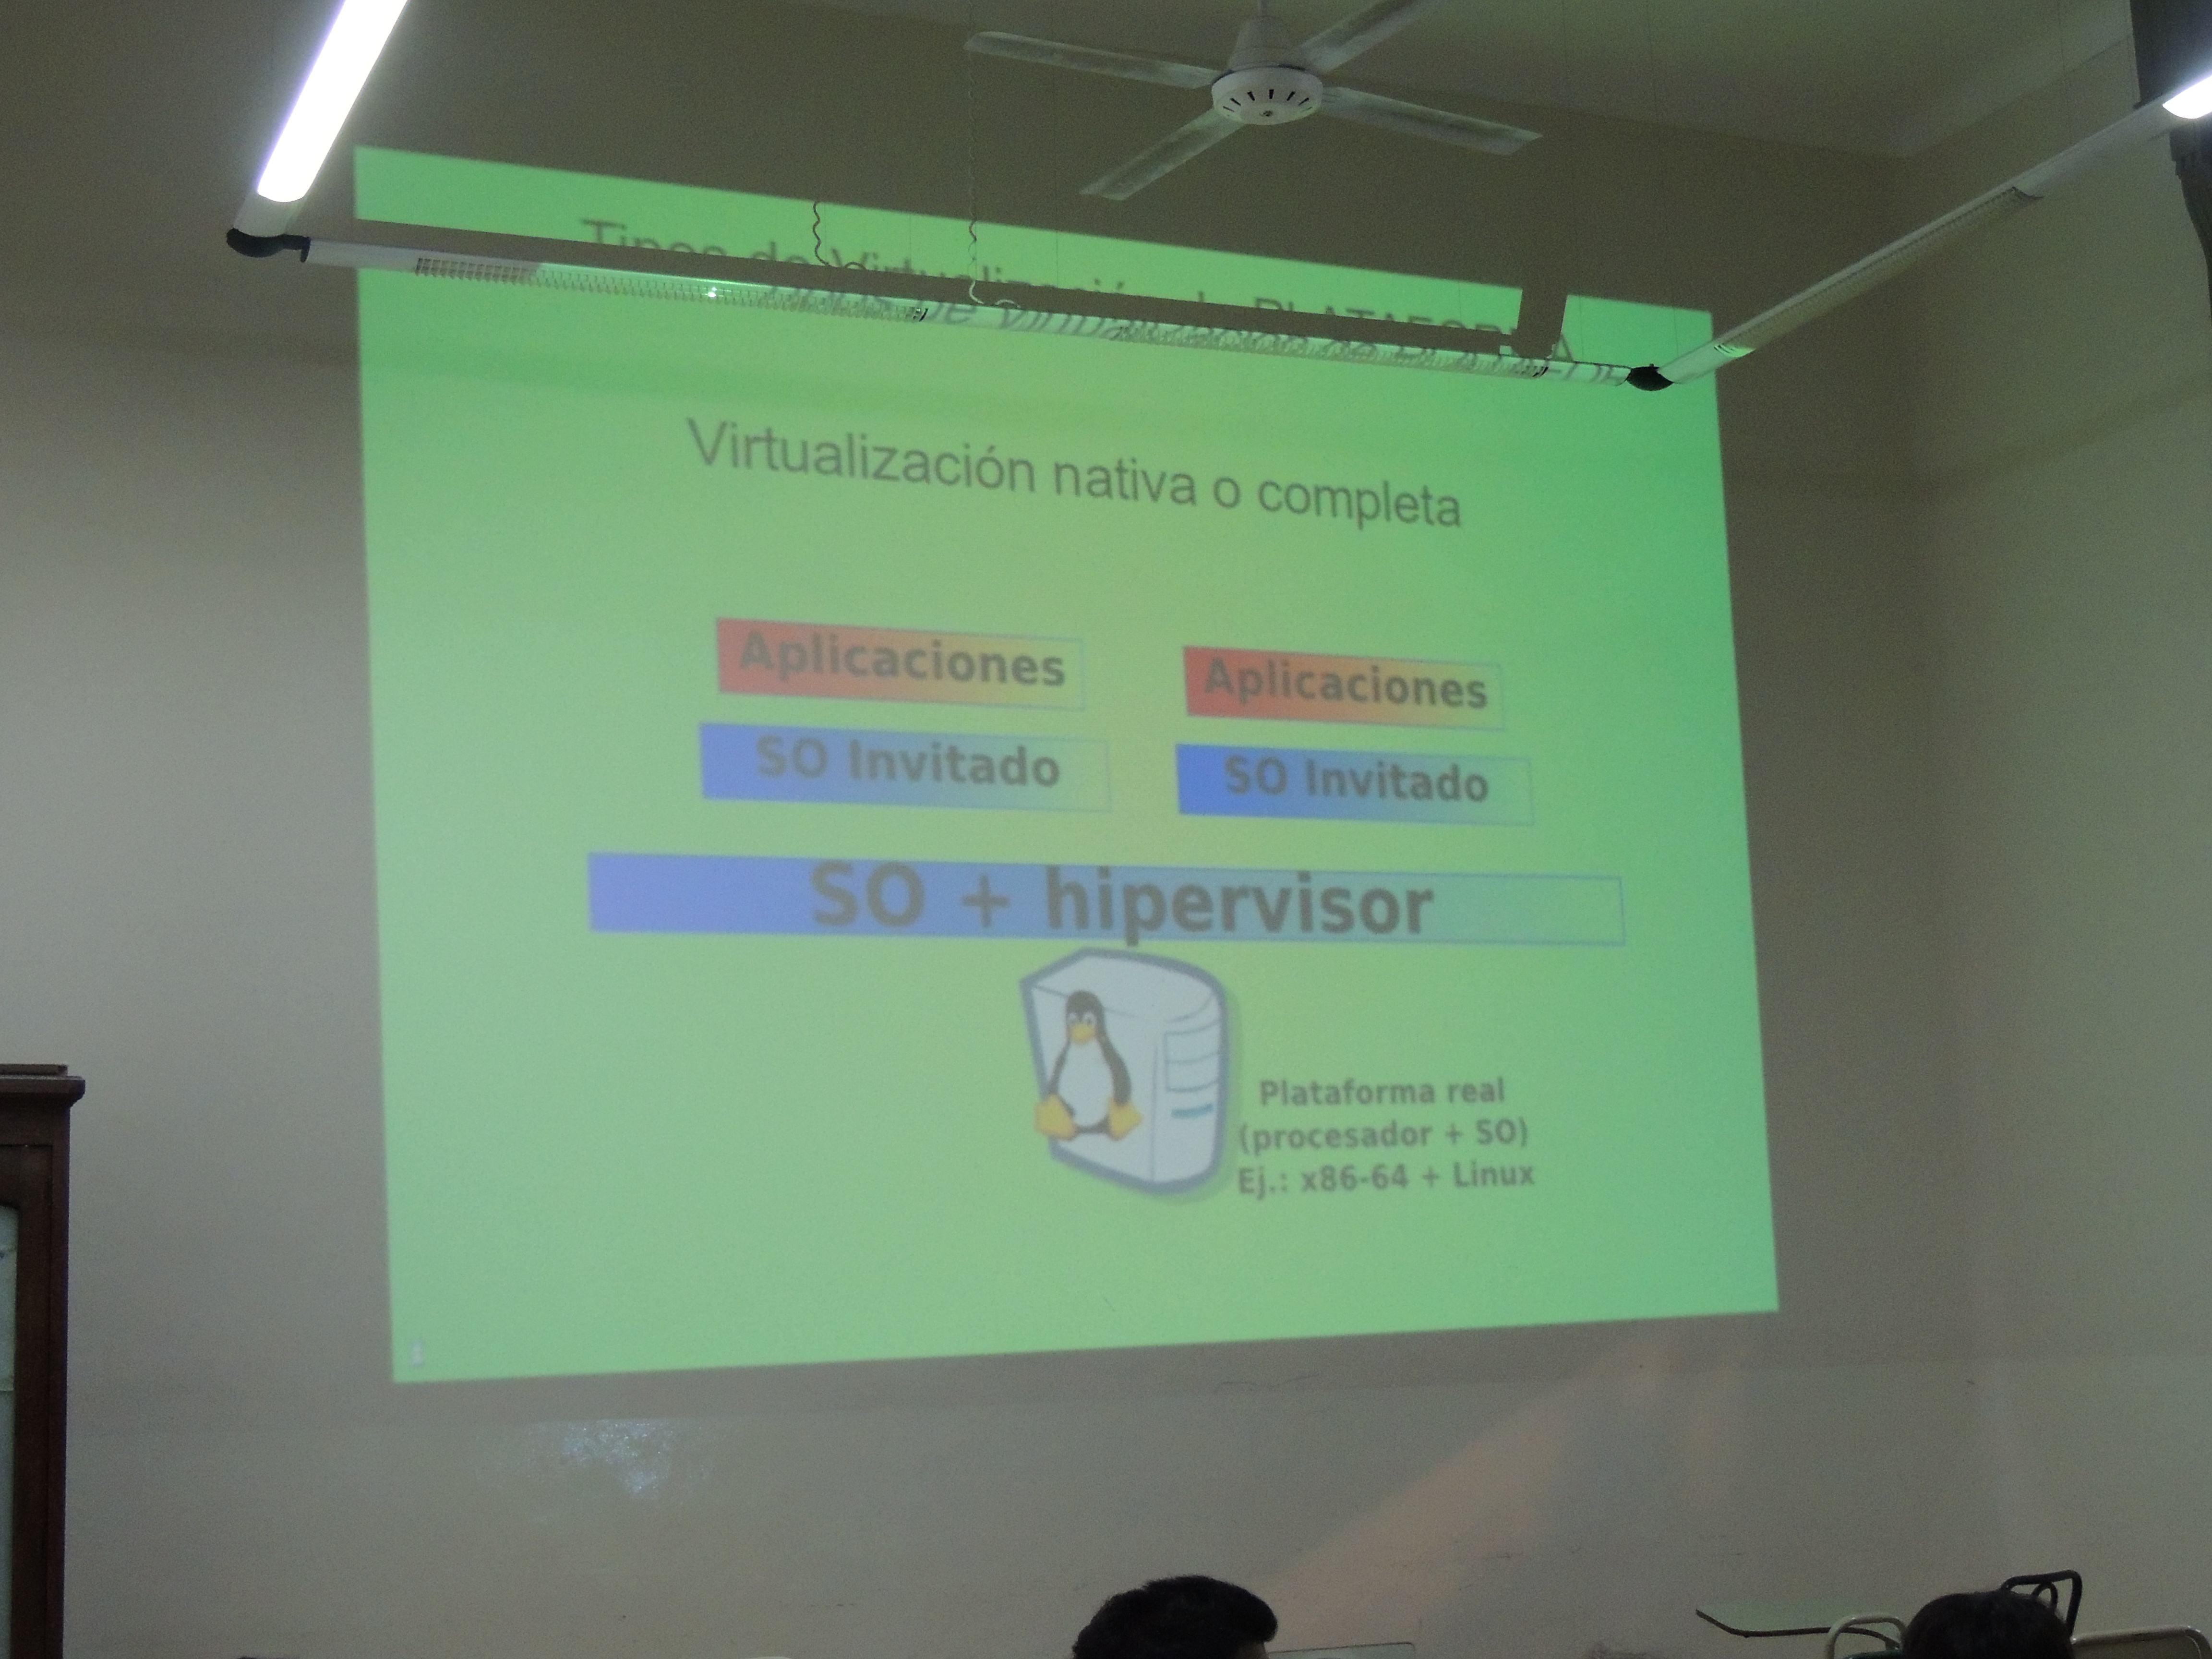 Tipos de Virtualización de PLATAFORMA
Virtualización nativa o completa
Aplicaciones
Aplicaciones
SO Invitado
SO Invitado
SO + hipervisor
Plataforma real
(procesador + SO)
Ej.: x86-64 + Linux